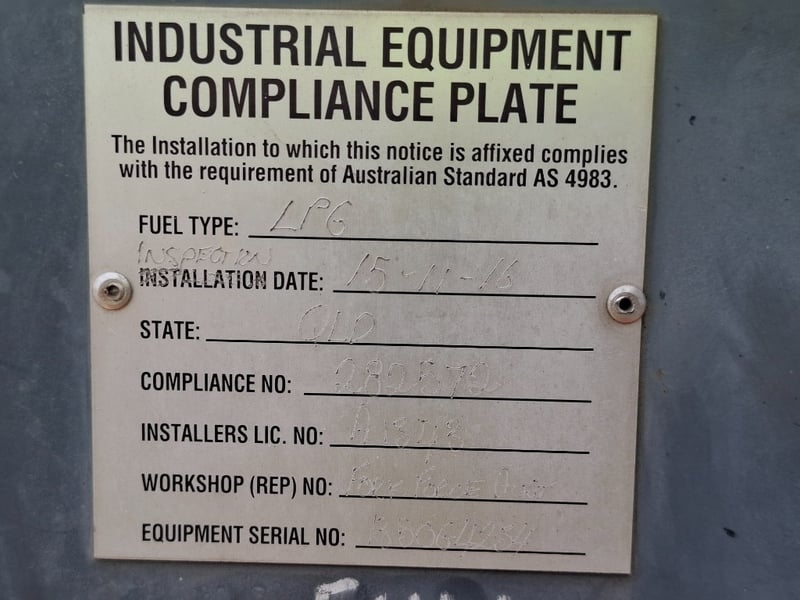 INDUSTRIAL EQUIPMENT
COMPLIANCE PLATE
The Installation to which this notice is affixed complies
with the requirement of Australian Standard AS 4983.
FUEL TYPE: LPG
INSPECTION
INSTALLATION DATE: 15-11-16
STATE: QLD
COMPLIANCE NO:
INSTALLERS LIC. NO:
WORKSHOP (REP) NO:
EQUIPMENT SERIAL NO: